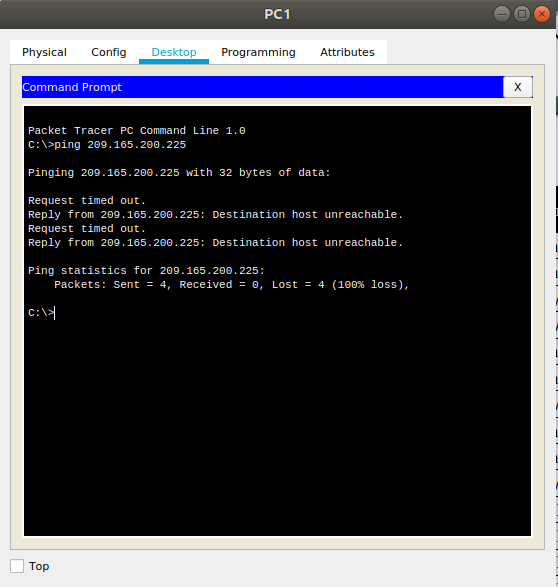 PC1
Physical Config Desktop Programming Attributes
Command Prompt X
Packet Tracer PC Command Line 1.0
C:\>ping 209.165.200.225
Pinging 209.165.200.225 with 32 bytes of data:
Request timed out.
Reply from 209.165.200.225: Destination host unreachable.
Request timed out.
Reply from 209.165.200.225: Destination host unreachable.
Ping statistics for 209.165.200.225:
    Packets: Sent = 4, Received = 0, Lost = 4 (100% loss),
C:\>
Top